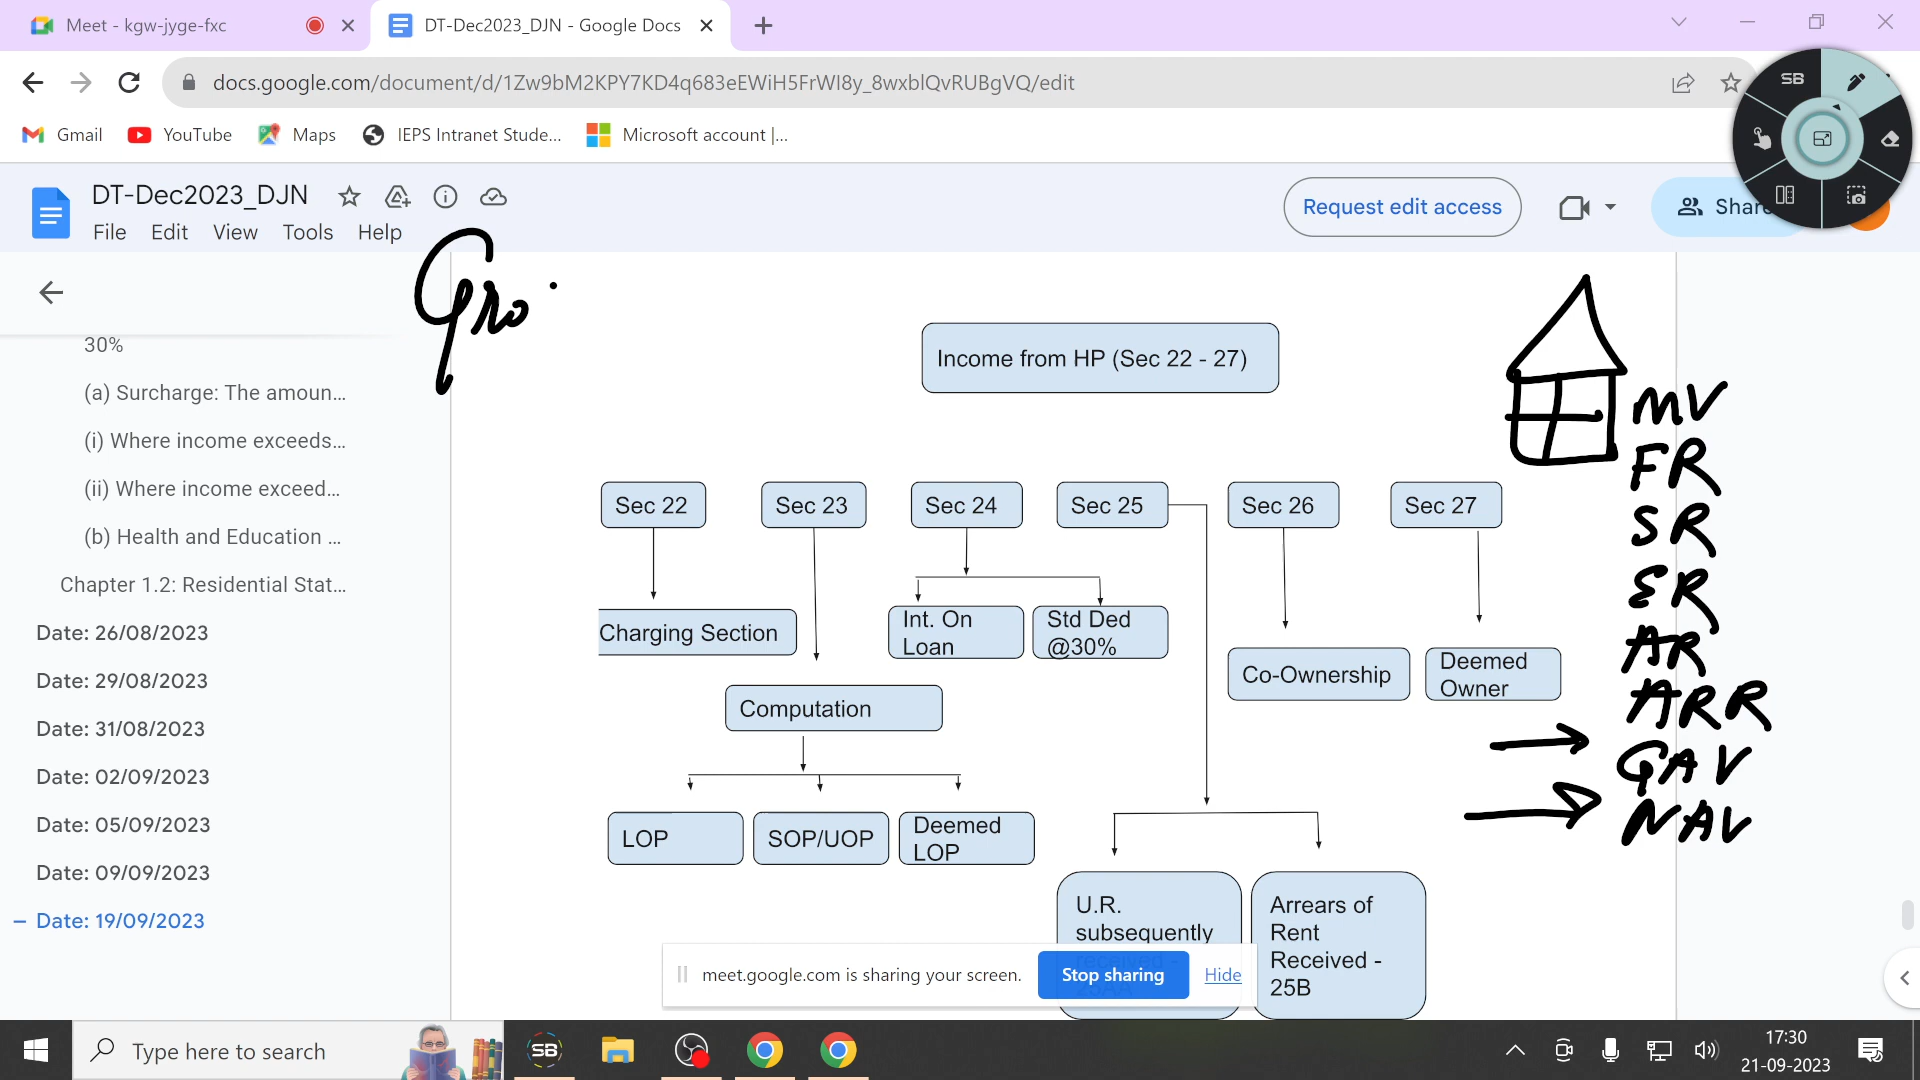 Meet - kgw-jyge-fxc
DT-Dec2023_DJN - Google Docs
docs.google.com/document/d/1Zw9bM2KPY7KD4q683eEWiH5FrWI8y_8wxblQvRUBgVQ/edit
SB
Gmail YouTube Maps IEPS Intranet Stude... Microsoft account |...
DT-Dec2023_DJN
File Edit View Tools Help
Request edit access
Share
Gro
30%
(a) Surcharge: The amoun...
(i) Where income exceeds...
(ii) Where income exceed...
(b) Health and Education ...
Chapter 1.2: Residential Stat...
Date: 26/08/2023
Date: 29/08/2023
Date: 31/08/2023
Date: 02/09/2023
Date: 05/09/2023
Date: 09/09/2023
Date: 19/09/2023
Income from HP (Sec 22 - 27)
Sec 22 Sec 23 Sec 24 Sec 25 Sec 26 Sec 27
Charging Section
Int. On
Loan
Std Ded
@30%
Co-Ownership
Deemed
Owner
Computation
LOP
SOP/UOP
Deemed
LOP
U.R.
subsequently
received -
25AA
Arrears of
Rent
Received -
25B
MV
FR
SR
ER
AR
ARR
GAV
NAV
meet.google.com is sharing your screen. Stop sharing Hide
Type here to search
SB
17:30
21-09-2023